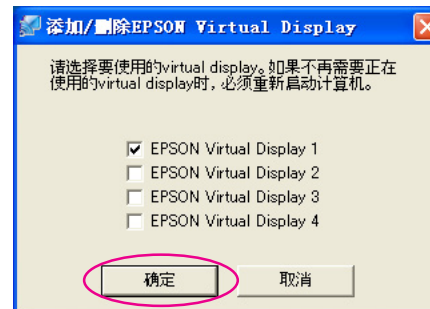 添加/删除EPSON Virtual Display
请选择要使用的virtual display。如果不再需要正在
使用的virtual display时，必须重新启动计算机。
EPSON Virtual Display 1
EPSON Virtual Display 2
EPSON Virtual Display 3
EPSON Virtual Display 4
确定
取消